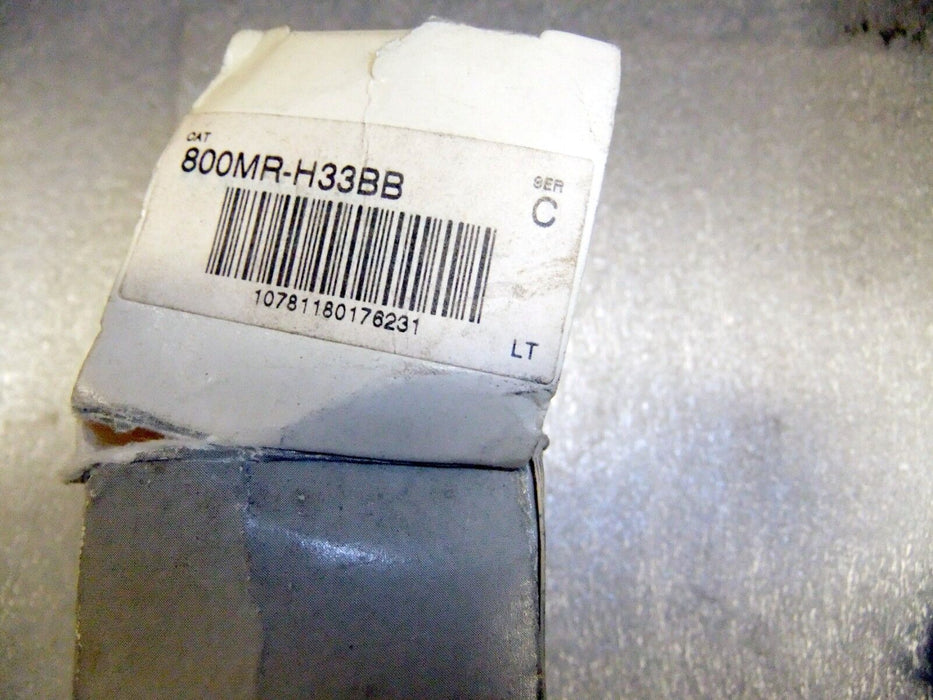 CAT
800MR-H33BB
SER
C
10781180176231
LT